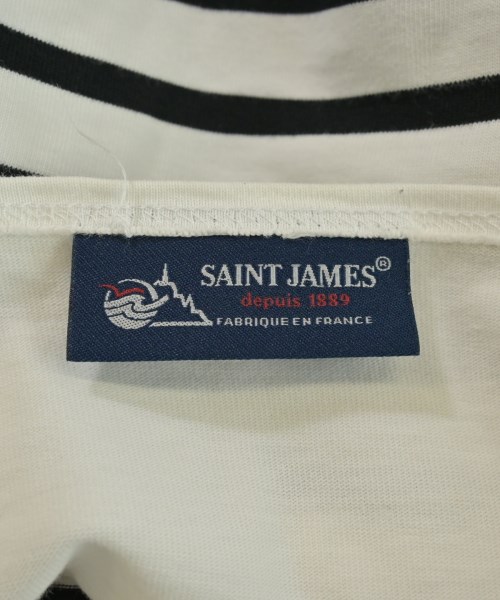 SAINT JAMES®
depuis 1889
FABRIQUE EN FRANCE